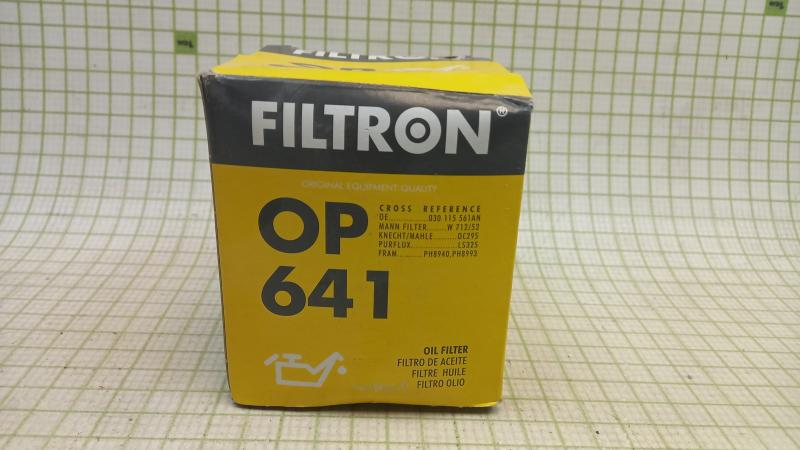 FILTRON
FILTRON®
ORIGINAL EQUIPMENT QUALITY
OP
641
CROSS REFERENCE
OE................030 115 561AN
MANN FILTER........W 712/52
KNECHT/MAHLE..........OC295
PURFLUX...................LS325
FRAM..........PH8940,PH8993
OIL FILTER
FILTRO DE ACEITE
FILTRE HUILE
FILTRO OLIO